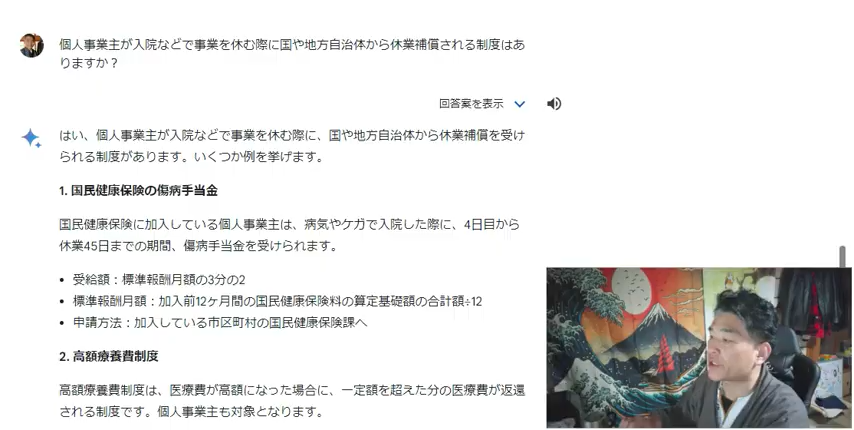 個人事業主が入院などで事業を休む際に国や地方自治体から休業補償される制度はあ
りますか？
回答案を表示
はい、個人事業主が入院などで事業を休む際に、国や地方自治体から休業補償を受け
られる制度があります。いくつか例を挙げます。
1. 国民健康保険の傷病手当金
国民健康保険に加入している個人事業主は、病気やケガで入院した際に、4日目から
休業45日までの期間、傷病手当金を受けられます。
• 受給額：標準報酬月額の3分の2
• 標準報酬月額：加入前12ヶ月間の国民健康保険料の算定基礎額の合計額÷12
• 申請方法：加入している市区町村の国民健康保険課へ
2. 高額療養費制度
高額療養費制度は、医療費が高額になった場合に、一定額を超えた分の医療費が返還
される制度です。個人事業主も対象となります。